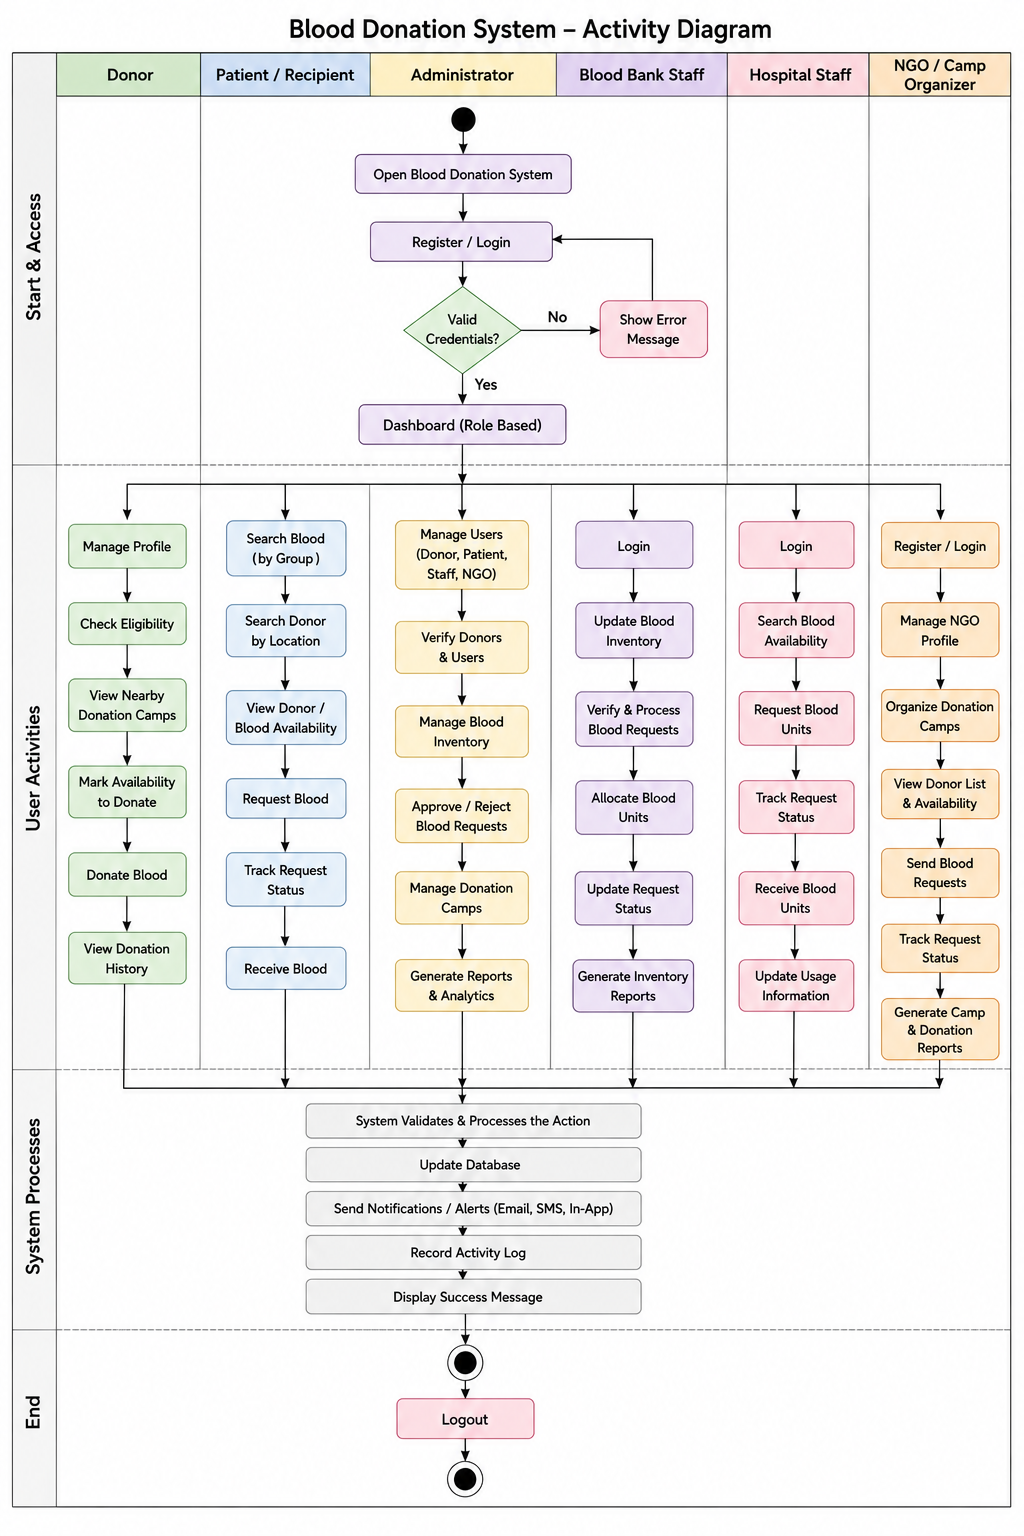 Blood Donation System – Activity Diagram
Donor
Patient / Recipient
Administrator
Blood Bank Staff
Hospital Staff
NGO / Camp
Organizer
Start & Access
Open Blood Donation System
Register / Login
Valid
Credentials?
No
Show Error
Message
Yes
Dashboard (Role Based)
User Activities
Manage Profile
Check Eligibility
View Nearby
Donation Camps
Mark Availability
to Donate
Donate Blood
View Donation
History
Search Blood
(by Group)
Search Donor
by Location
View Donor /
Blood Availability
Request Blood
Track Request
Status
Receive Blood
Manage Users
(Donor, Patient,
Staff, NGO)
Verify Donors
& Users
Manage Blood
Inventory
Approve / Reject
Blood Requests
Manage Donation
Camps
Generate Reports
& Analytics
Login
Update Blood
Inventory
Verify & Process
Blood Requests
Allocate Blood
Units
Update Request
Status
Generate Inventory
Reports
Login
Search Blood
Availability
Request Blood
Units
Track Request
Status
Receive Blood
Units
Update Usage
Information
Register / Login
Manage NGO
Profile
Organize Donation
Camps
View Donor List
& Availability
Send Blood
Requests
Track Request
Status
Generate Camp
& Donation
Reports
System Processes
System Validates & Processes the Action
Update Database
Send Notifications / Alerts (Email, SMS, In-App)
Record Activity Log
Display Success Message
End
Logout